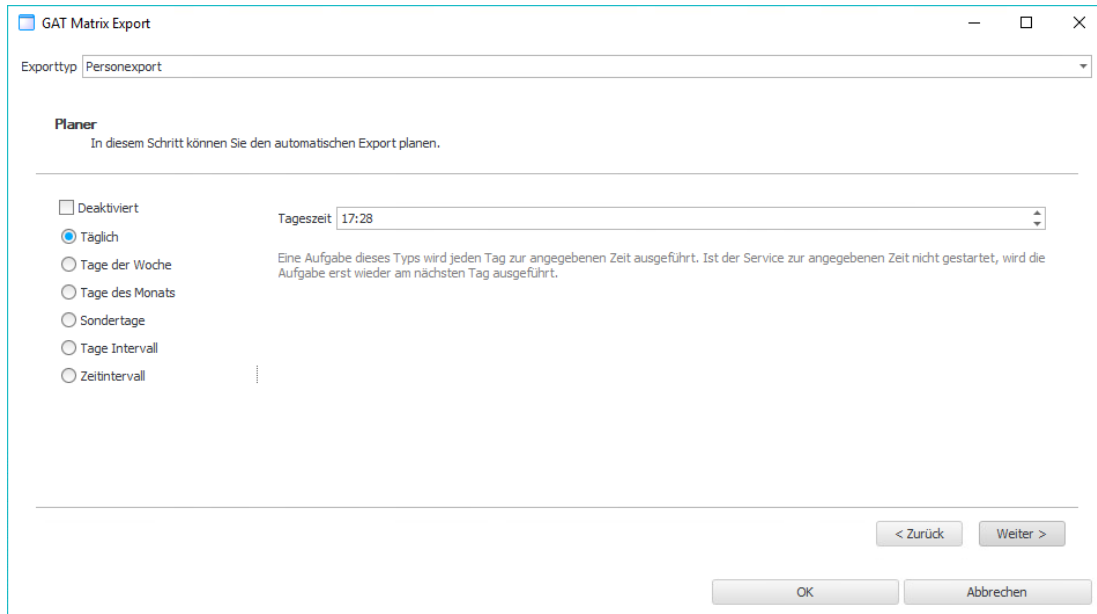 GAT Matrix Export
Exporttyp Personexport
Planer
In diesem Schritt können Sie den automatischen Export planen.
Deaktiviert
Täglich
Tage der Woche
Tage des Monats
Sondertage
Tage Intervall
Zeitintervall
Tageszeit 17:28
Eine Aufgabe dieses Typs wird jeden Tag zur angegebenen Zeit ausgeführt. Ist der Service zur angegebenen Zeit nicht gestartet, wird die
Aufgabe erst wieder am nächsten Tag ausgeführt.
< Zurück
Weiter >
OK
Abbrechen